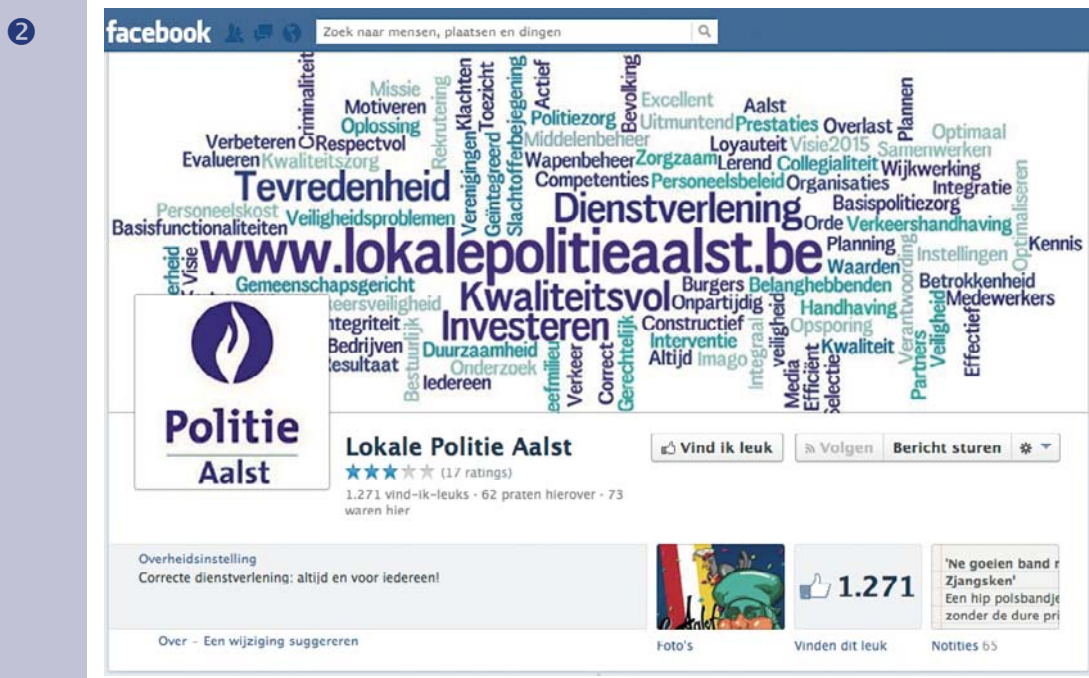 ❷
facebook Zoek naar mensen, plaatsen en dingen
Criminaliteit
Missie
Motiveren
Oplossing
Verbeteren
Respectvol
Evalueren
Kwaliteitszorg
Rekrutering
Klachten
Toezicht
Verenigingen
Geïntegreerd
Slachtofferbejegening
Actief
Politiezorg
Middelenbeheer
Wapenbeheer
Competenties
Bevolking
Excellent
Aalst
Uitmuntend
Prestaties
Overlast
Plannen
Optimaal
Loyauteit
Visie2015
Samenwerken
Zorgzaam
Lerend
Collegialiteit
Wijkwerking
Personeelsbeleid
Organisaties
Integratie
Tevredenheid
Dienstverlening
Basispolitiezorg
Personeelskost
Veiligheidsproblemen
Orde
Verkeershandhaving
Optimaliseren
Basisfunctionaliteiten
www.lokalepolitieaalst.be
Planning
Instellingen
Kennis
Visie
Waarden
Verantwoording
Gemeenschapsgericht
Kwaliteitsvol
Burgers
Belanghebbenden
Betrokkenheid
Onpartijdig
Handhaving
Medewerkers
Investeren
Constructief
Opsporing
Interventie
Integraal
Veiligheid
Effectief
Bedrijven
Bestuurlijk
Duurzaamheid
Onderzoek
Iedereen
Verkeer
Correct
Gerechtelijk
Altijd
Imago
Media
Efficiënt
Kwaliteit
Partners
Politie
Aalst
Lokale Politie Aalst
(17 ratings)
1.271 vind-ik-leuks · 62 praten hierover · 73
waren hier
Vind ik leuk Volgen Bericht sturen
Overheidsinstelling
Correcte dienstverlening: altijd en voor iedereen!
Over - Een wijziging suggereren
Foto's
1.271
Vinden dit leuk
'Ne goeien band
Zjangsken'
Een hip polsbandje
zonder de dure
Notities 65